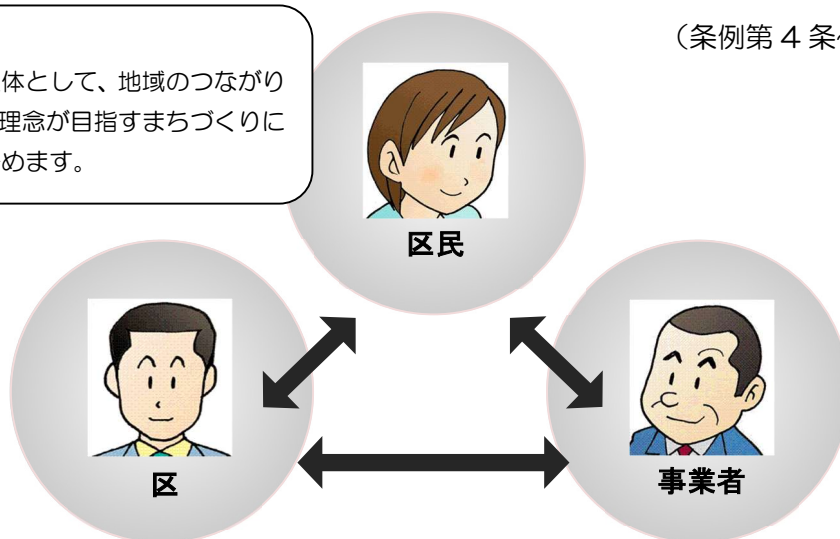 （条例第 4 条
体として、地域のつながり
理念が目指すまちづくりに
めます。
区民
区
事業者